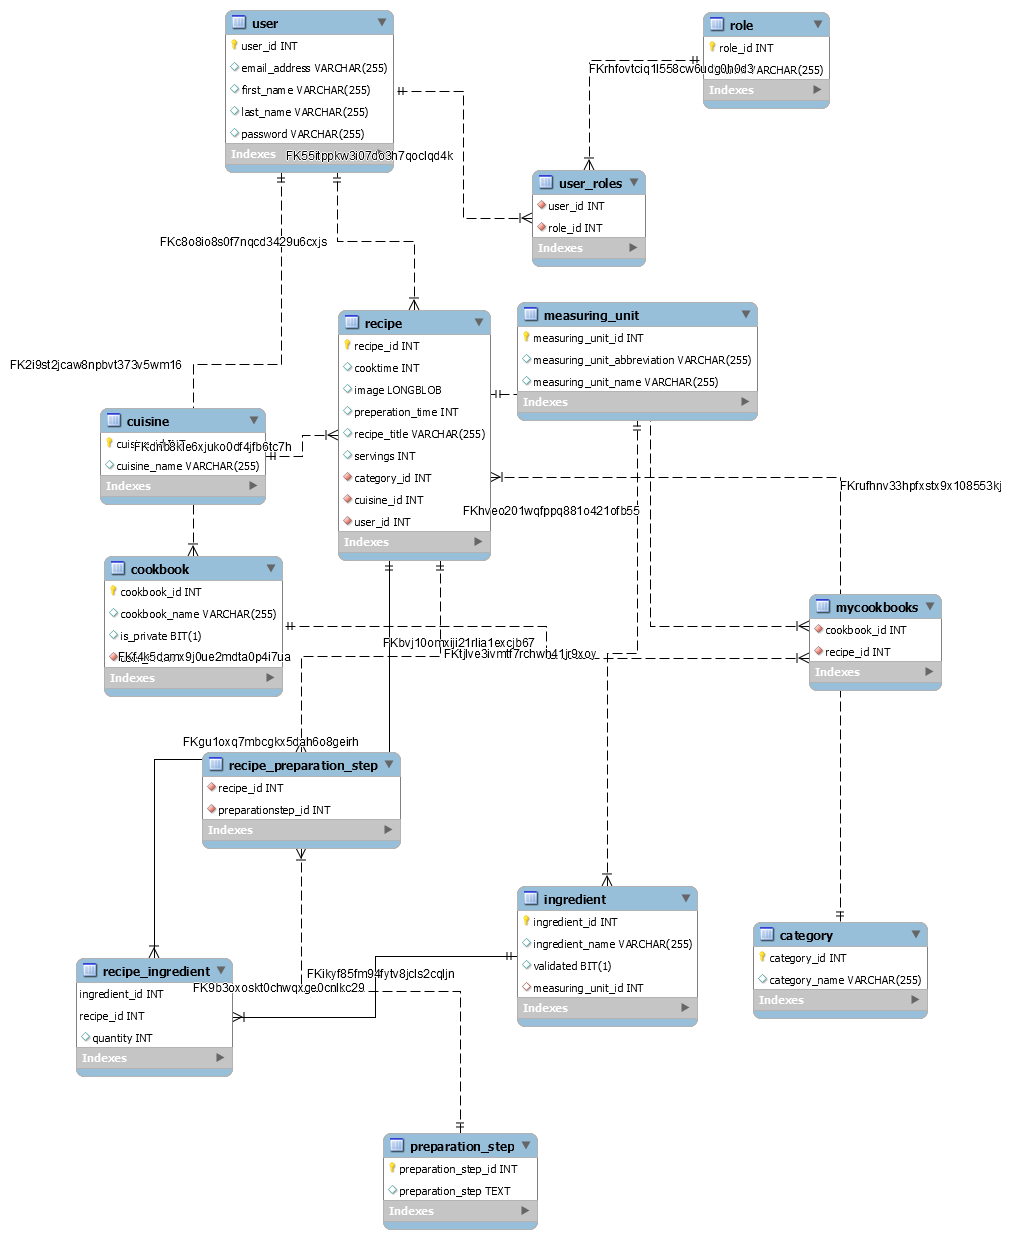 user
user_id INT
email_address VARCHAR(255)
first_name VARCHAR(255)
last_name VARCHAR(255)
password VARCHAR(255)
Indexes
FK55itppkw3i07do3h7qoclqd4k
role
role_id INT
VARCHAR(255)
Indexes
FKrhfovtciq1l558cw6udg0h0d3
user_roles
user_id INT
role_id INT
Indexes
FKc8o8io8s0f7nqcd3429u6cxjs
FK2i9st2jcaw8npbvt373v5wm16
recipe
recipe_id INT
cooktime INT
image LONGBLOB
preperation_time INT
recipe_title VARCHAR(255)
servings INT
category_id INT
cuisine_id INT
user_id INT
Indexes
measuring_unit
measuring_unit_id INT
measuring_unit_abbreviation VARCHAR(255)
measuring_unit_name VARCHAR(255)
Indexes
cuisine
cuisine_name VARCHAR(255)
Indexes
FKhveo201wqfppq881o421ofb55
FKrufhnv33hpfxstx9x108553kj
cookbook
cookbook_id INT
cookbook_name VARCHAR(255)
is_private BIT(1)
Indexes
mycookbooks
cookbook_id INT
recipe_id INT
Indexes
FKbvj10omxiji21rlia1excjb67
FKgu1oxq7mbcgkx5dah6o8geirh
recipe_preparation_step
recipe_id INT
preparationstep_id INT
Indexes
ingredient
ingredient_id INT
ingredient_name VARCHAR(255)
validated BIT(1)
measuring_unit_id INT
Indexes
category
category_id INT
category_name VARCHAR(255)
Indexes
recipe_ingredient
ingredient_id INT
recipe_id INT
quantity INT
Indexes
FKikyf85fm94fytv8jcls2cqljn
FK9b3oxoskt0chwqxge0cnlkc29
preparation_step
preparation_step_id INT
preparation_step TEXT
Indexes